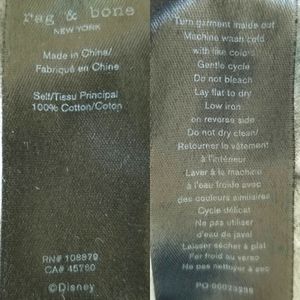 rag & bone
NEW YORK
Made in China/
Fabriqué en Chine
Self/Tissu Principal
100% Cotton/Coton
RN# 108879
CA# 45760
©Disney
Turn garment inside out
Machine wash cold
with like colors
Gentle cycle
Do not bleach
Lay flat to dry
Low iron
on reverse side
Do not dry clean/
Retourner le vêtement
à l'intérieur
Laver à la machine
à l'eau froide avec
des couleurs similaires
Cycle délicat
Ne pas utiliser
d'eau de javel
Laisser sécher à plat
Fer froid au verso
Ne pas nettoyer à sec
PO